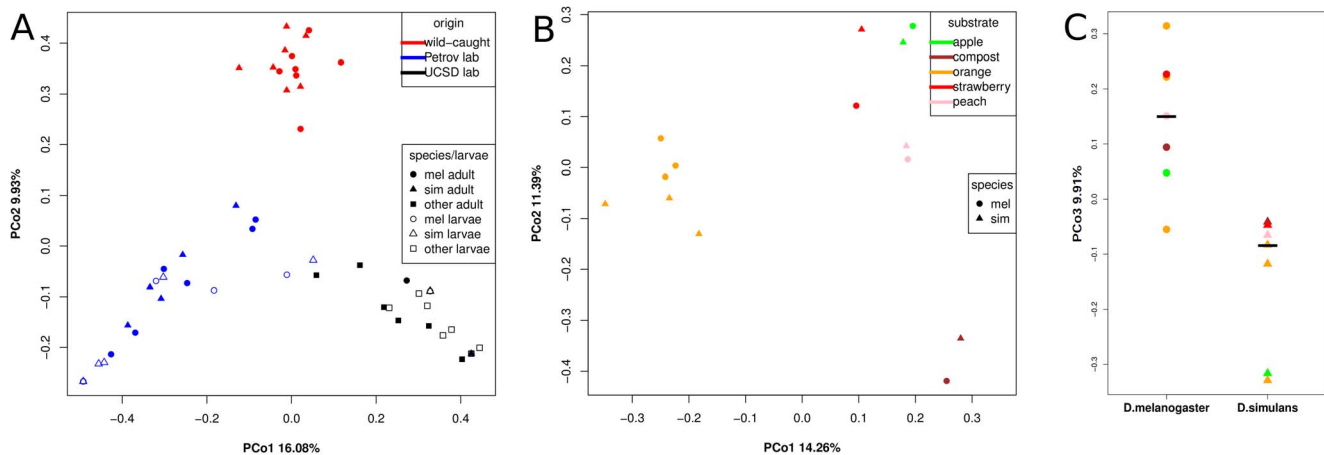 A
origin
wild−caught
Petrov lab
UCSD lab
species/larvae
mel adult
sim adult
other adult
mel larvae
sim larvae
other larvae
PCo2 9.93%
0.4
0.3
0.2
0.1
0.0
−0.1
−0.2
−0.4
−0.2
0.0
0.2
0.4
PCo1 16.08%
B
substrate
apple
compost
orange
strawberry
peach
species
mel
sim
PCo2 11.39%
0.3
0.2
0.1
0.0
−0.1
−0.2
−0.3
−0.4
−0.3
−0.2
−0.1
0.0
0.1
0.2
0.3
PCo1 14.26%
C
PCo3 9.91%
0.3
0.2
0.1
0.0
−0.1
−0.2
−0.3
D.melanogaster
D.simulans